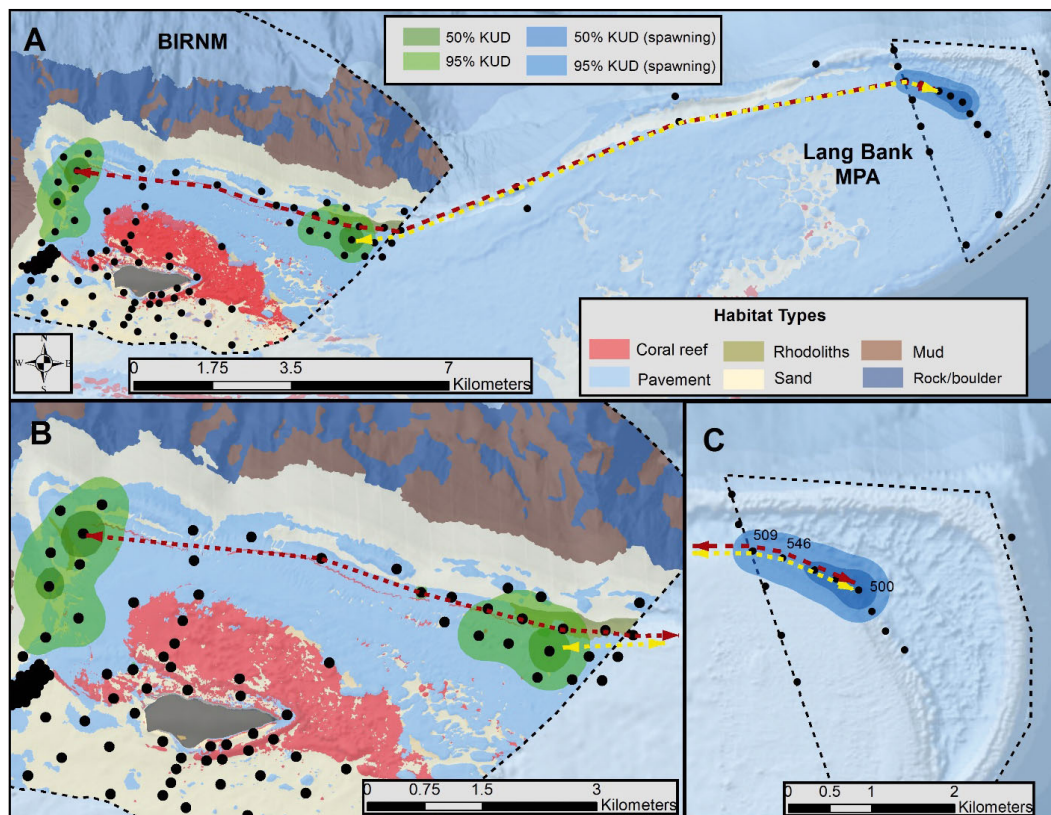 A
BIRNM
50% KUD
50% KUD (spawning)
95% KUD
95% KUD (spawning)
Lang Bank
MPA
N
W
E
S
0
1.75
3.5
7
Kilometers
Habitat Types
Coral reef
Rhodoliths
Mud
Pavement
Sand
Rock/boulder
B
0
0.75
1.5
3
Kilometers
C
509
546
500
0
0.5
1
2
Kilometers